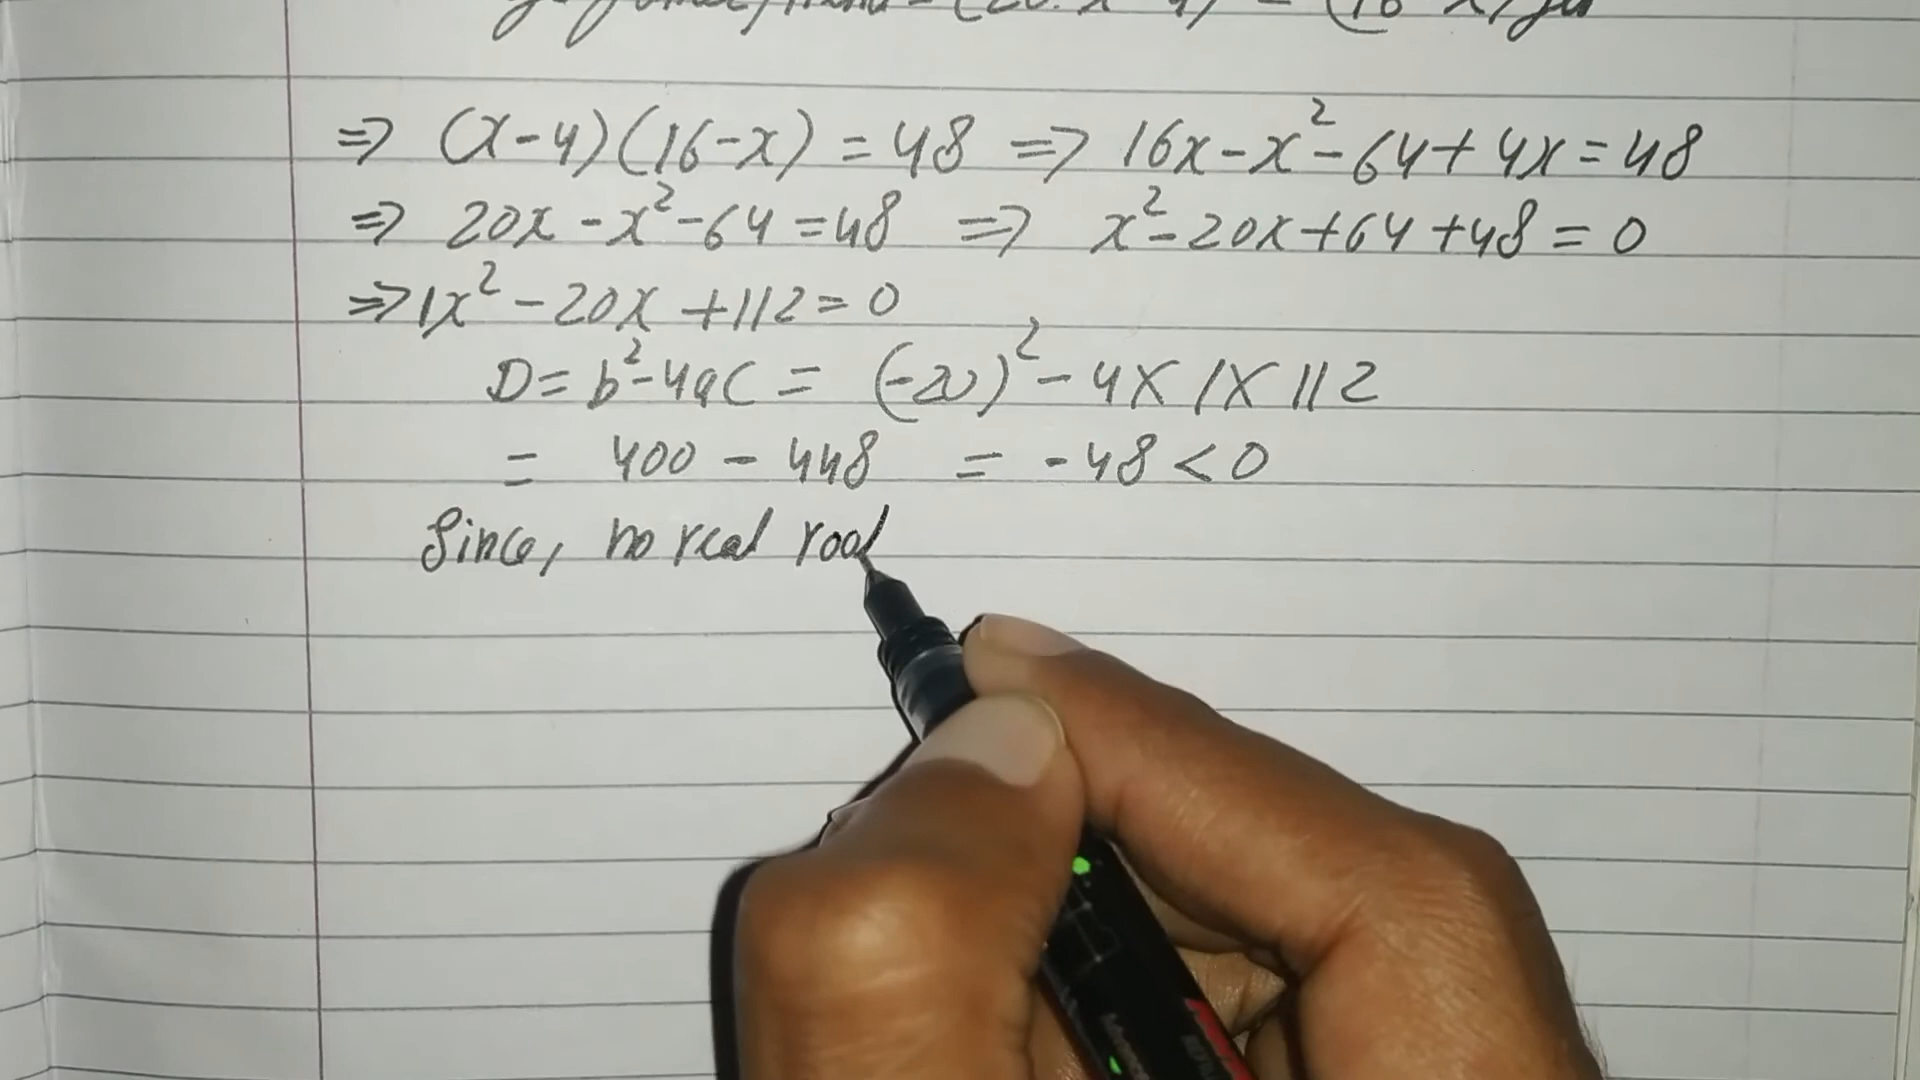 ⇒ (x-4)(16-x) = 48 ⇒ 16x-x²-64+4x=48
⇒ 20x-x²-64=48 ⇒ x²-20x+64+48=0
⇒ 1x²-20x+112=0
D=b²-4ac= (-20)²-4×1×112
= 400-448 = -48<0
Since, no real roo